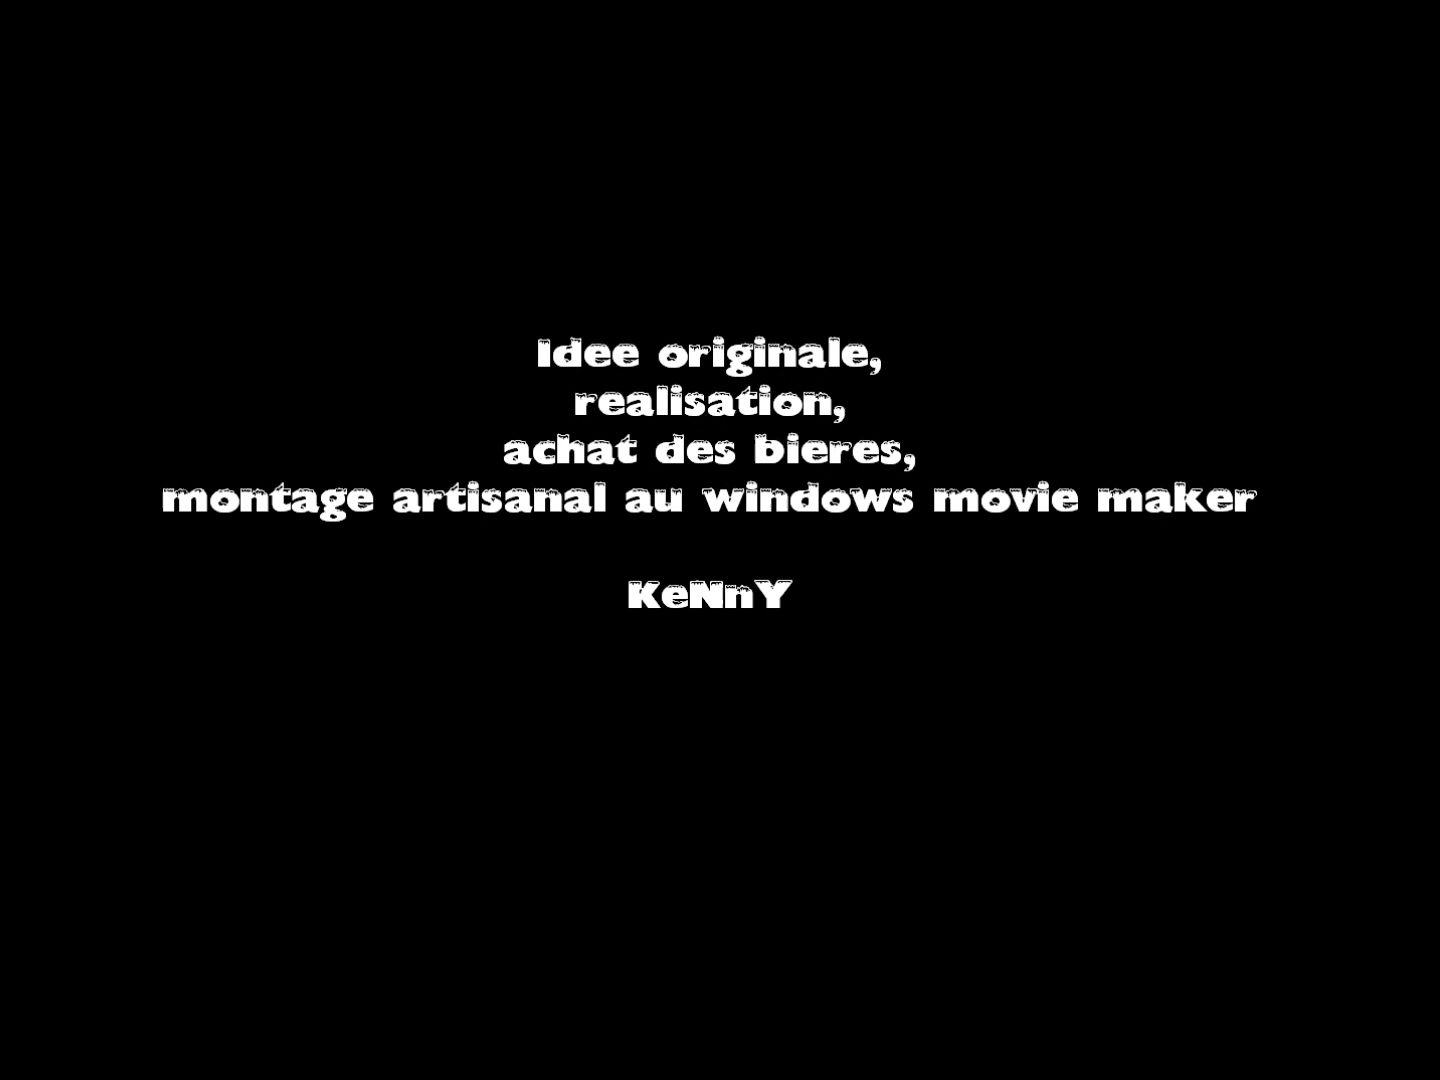 Idee originale,
realisation,
achat des bieres,
montage artisanal au windows movie maker
KeNnY